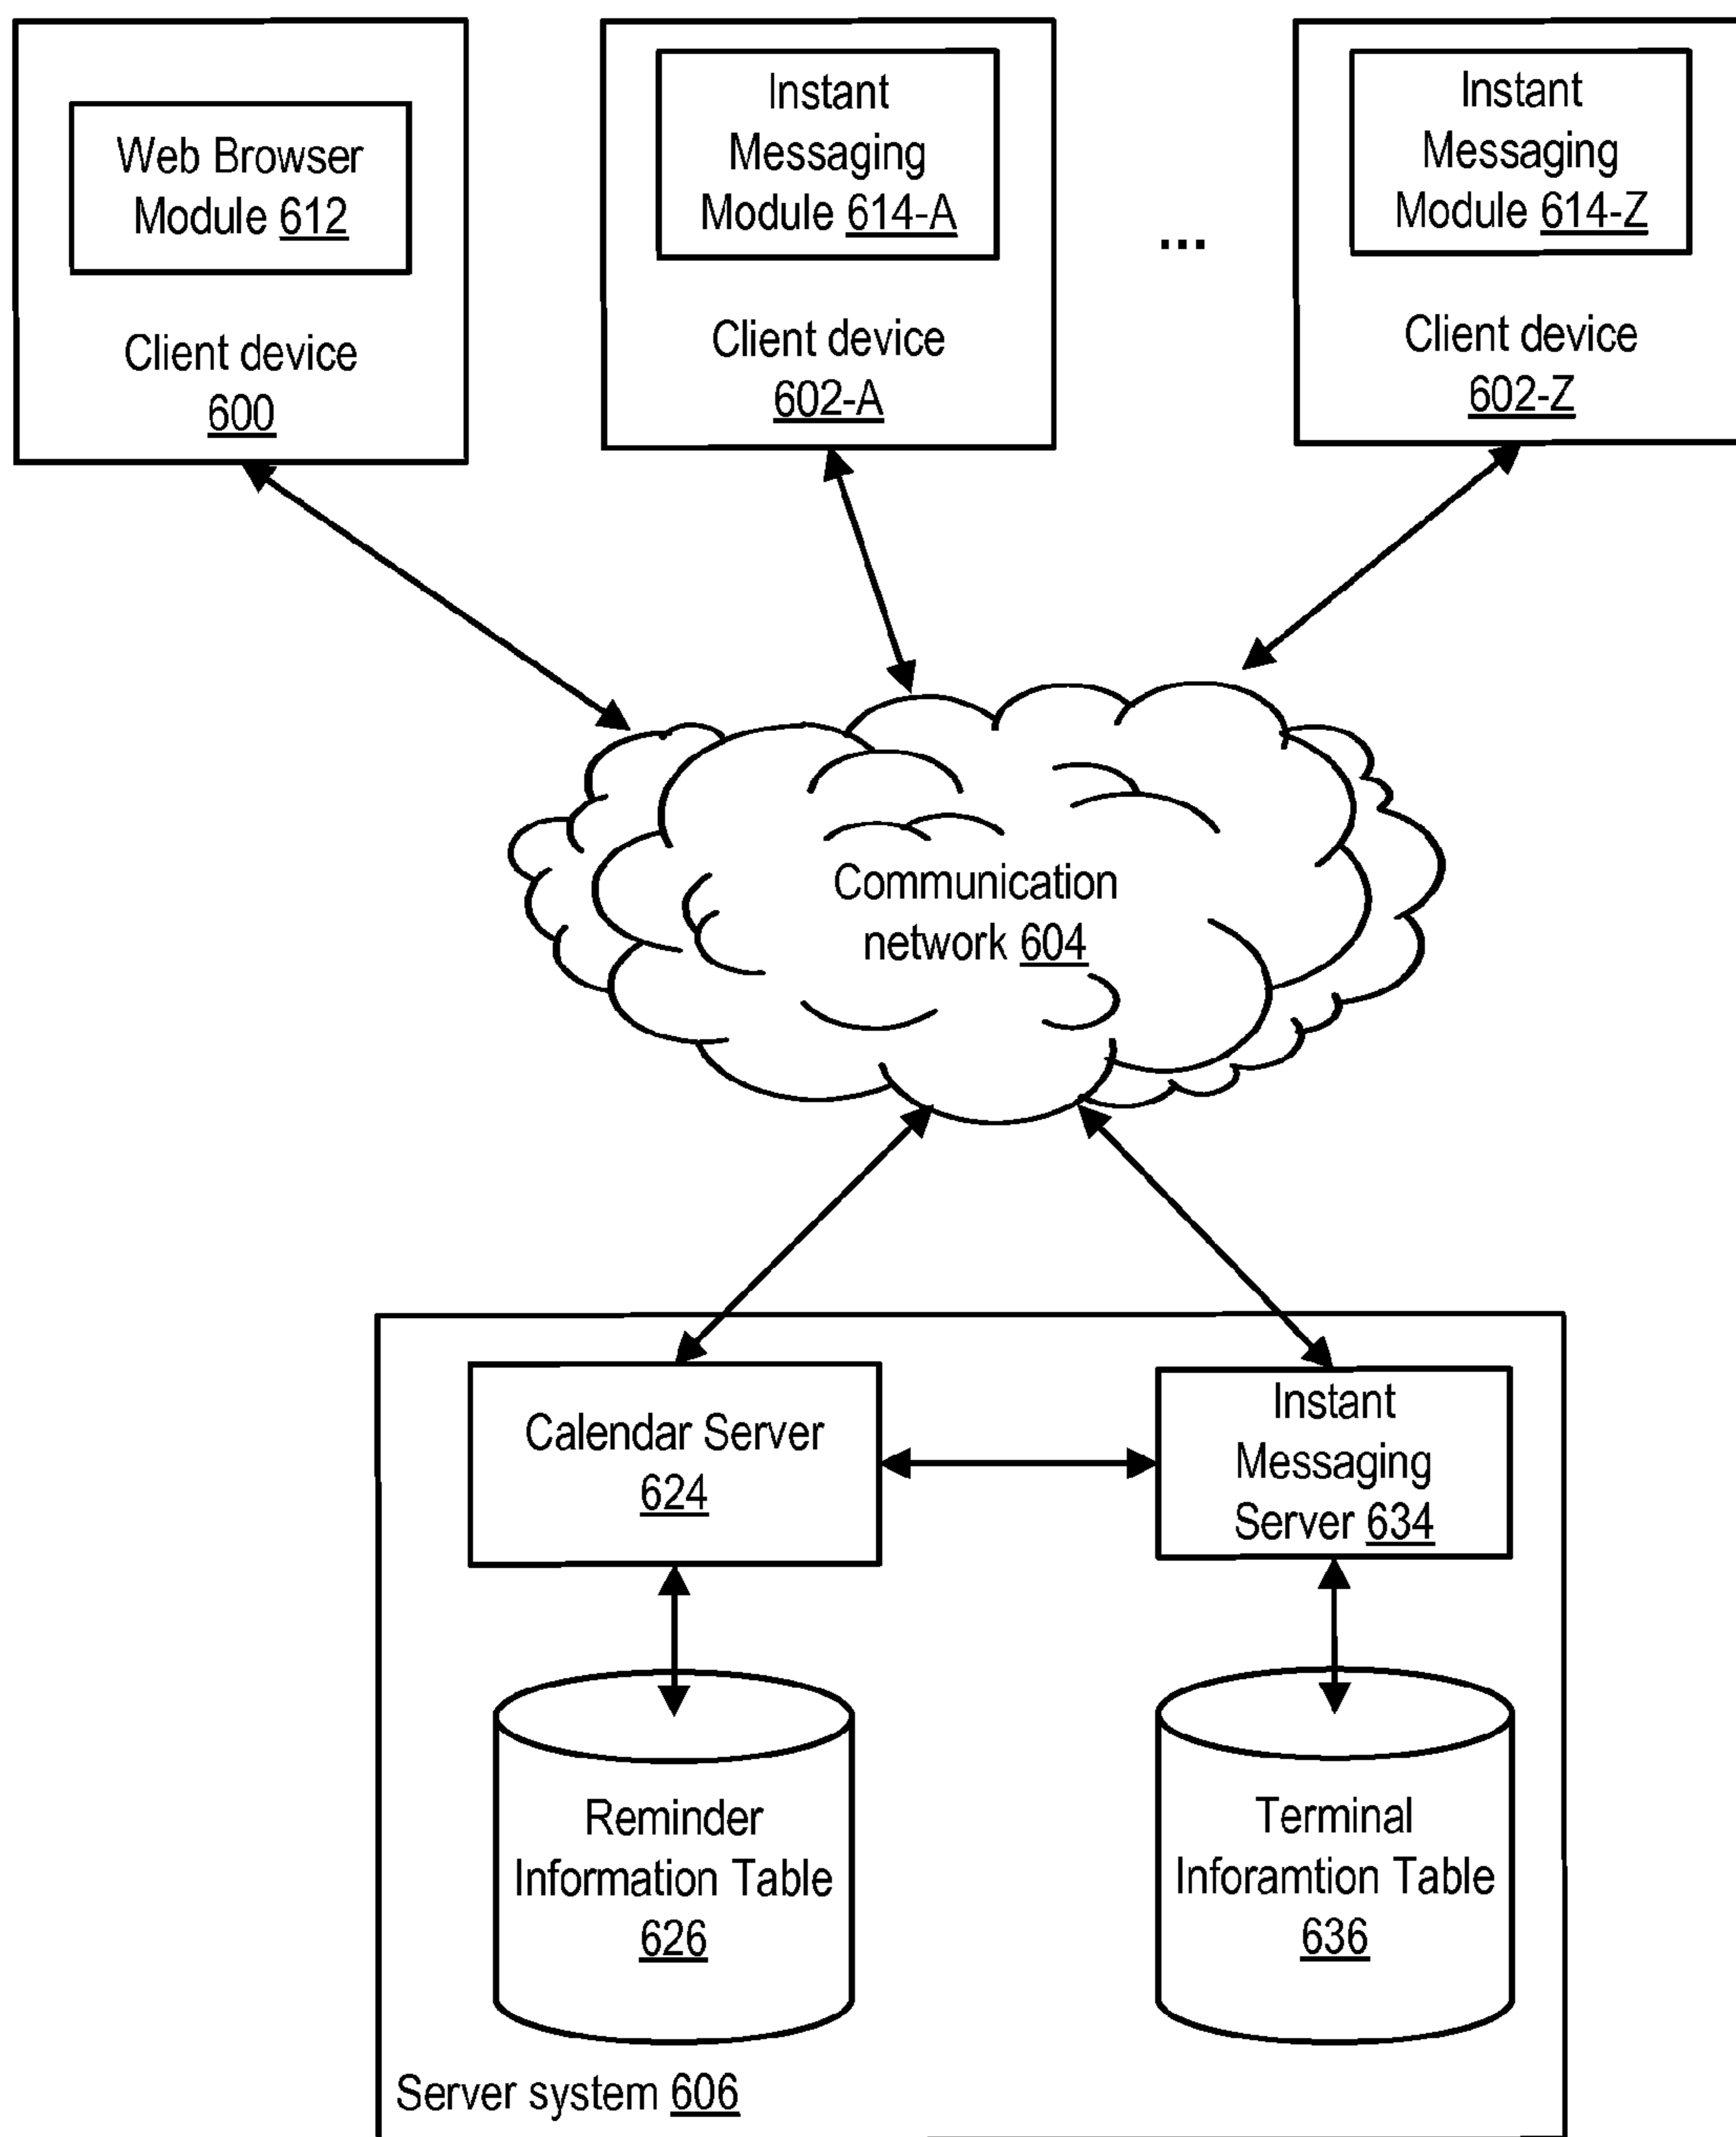 Web Browser
Module 612
Client device
600
Instant
Messaging
Module 614-A
Client device
602-A
...
Instant
Messaging
Module 614-Z
Client device
602-Z
Communication
network 604
Calendar Server
624
Instant
Messaging
Server 634
Reminder
Information Table
626
Terminal
Inforamtion Table
636
Server system 606